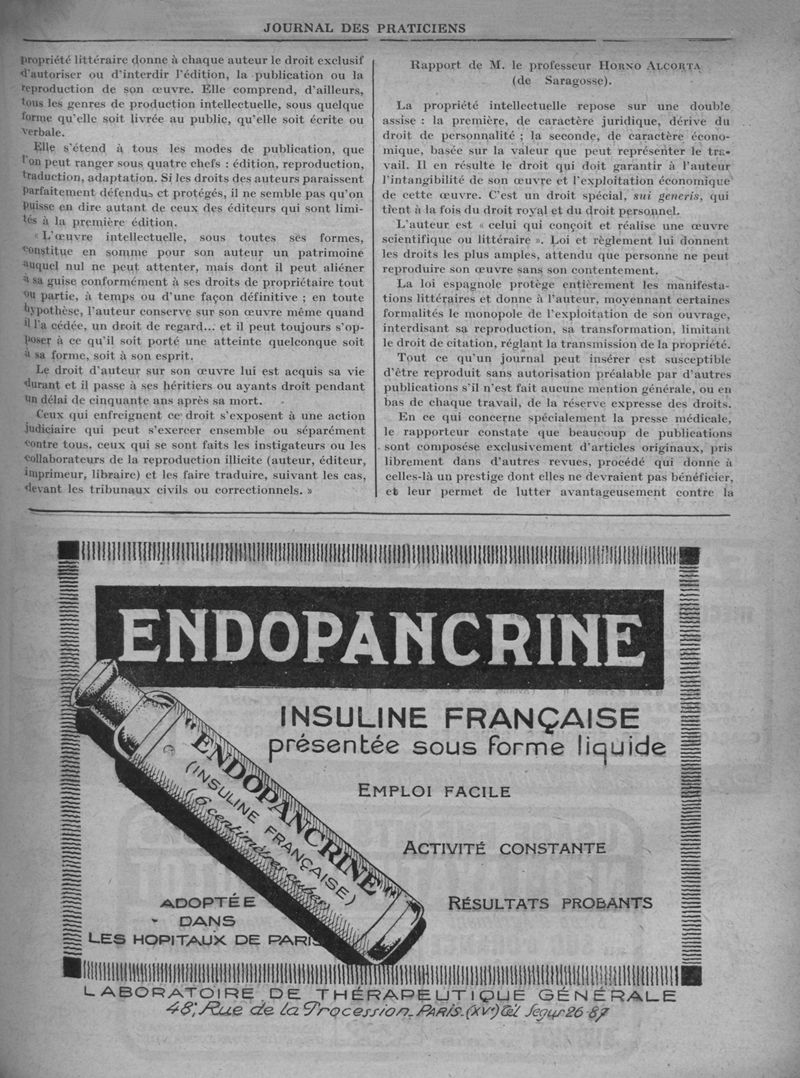 JOURNAL DES PRATICIENS
propriété littéraire donne à chaque auteur le droit exclusif
d'autoriser ou d'interdir l'édition, la publication ou la
reproduction de son œuvre. Elle comprend, d'ailleurs,
tous les genres de production intellectuelle, sous quelque
forme qu'elle soit livrée au public, qu'elle soit écrite ou
verbale.
Elle s'étend à tous les modes de publication, que
l'on peut ranger sous quatre chefs : édition, reproduction,
traduction, adaptation. Si les droits des auteurs paraissent
parfaitement défendus et protégés, il ne semble pas qu'on
puisse en dire autant de ceux des éditeurs qui sont limi-
tés à la première édition.
« L'œuvre intellectuelle, sous toutes ses formes,
constitue en somme pour son auteur un patrimoine
auquel nul ne peut attenter, mais dont il peut aliéner
à sa guise conformément à ses droits de propriétaire tout
ou partie, à temps ou d'une façon définitive ; en toute
hypothèse, l'auteur conserve sur son œuvre même quand
il l'a cédée, un droit de regard... et il peut toujours s'op-
poser à ce qu'il soit porté une atteinte quelconque soit
à sa forme, soit à son esprit.
Le droit d'auteur sur son œuvre lui est acquis sa vie
durant et il passe à ses héritiers ou ayants droit pendant
un délai de cinquante ans après sa mort.
Ceux qui enfreignent ce droit s'exposent à une action
judiciaire qui peut s'exercer ensemble ou séparément
contre tous, ceux qui se sont faits les instigateurs ou les
collaborateurs de la reproduction illicite (auteur, éditeur,
imprimeur, libraire) et les faire traduire, suivant les cas,
devant les tribunaux civils ou correctionnels. »
Rapport de M. le professeur HORNO ALCORTA
(de Saragosse).
La propriété intellectuelle repose sur une double
assise : la première, de caractère juridique, dérive du
droit de personnalité ; la seconde, de caractère écono-
mique, basée sur la valeur que peut représenter le tra-
vail. Il en résulte le droit qui doit garantir à l'auteur
l'intangibilité de son œuvre et l'exploitation économique
de cette œuvre. C'est un droit spécial, sui generis, qui
tient à la fois du droit royal et du droit personnel.
L'auteur est « celui qui conçoit et réalise une œuvre
scientifique ou littéraire ». Loi et règlement lui donnent
les droits les plus amples, attendu que personne ne peut
reproduire son œuvre sans son contentement.
La loi espagnole protège entièrement les manifesta-
tions littéraires et donne à l'auteur, moyennant certaines
formalités le monopole de l'exploitation de son ouvrage,
interdisant sa reproduction, sa transformation, limitant
le droit de citation, réglant la transmission de la propriété.
Tout ce qu'un journal peut insérer est susceptible
d'être reproduit sans autorisation préalable par d'autres
publications s'il n'est fait aucune mention générale, ou en
bas de chaque travail, de la réserve expresse des droits.
En ce qui concerne spécialement la presse médicale,
le rapporteur constate que beaucoup de publications
sont composése exclusivement d'articles originaux, pris
librement dans d'autres revues, procédé qui donne à
celles-là un prestige dont elles ne devraient pas bénéficier,
et leur permet de lutter avantageusement contre la
ENDOPANCRINE
INSULINE FRANÇAISE
présentée sous forme liquide
EMPLOI FACILE
ACTIVITÉ CONSTANTE
RÉSULTATS PROBANTS
"ENDOPANCRINE"
(INSULINE FRANÇAISE)
(6 centimètres cubes)
ADOPTÉE
DANS
LES HOPITAUX DE PARIS
LABORATOIRE DE THÉRAPEUTIQUE GÉNÉRALE
48, Rue de la Procession. PARIS. (XVe) Tél. Segur 26-87